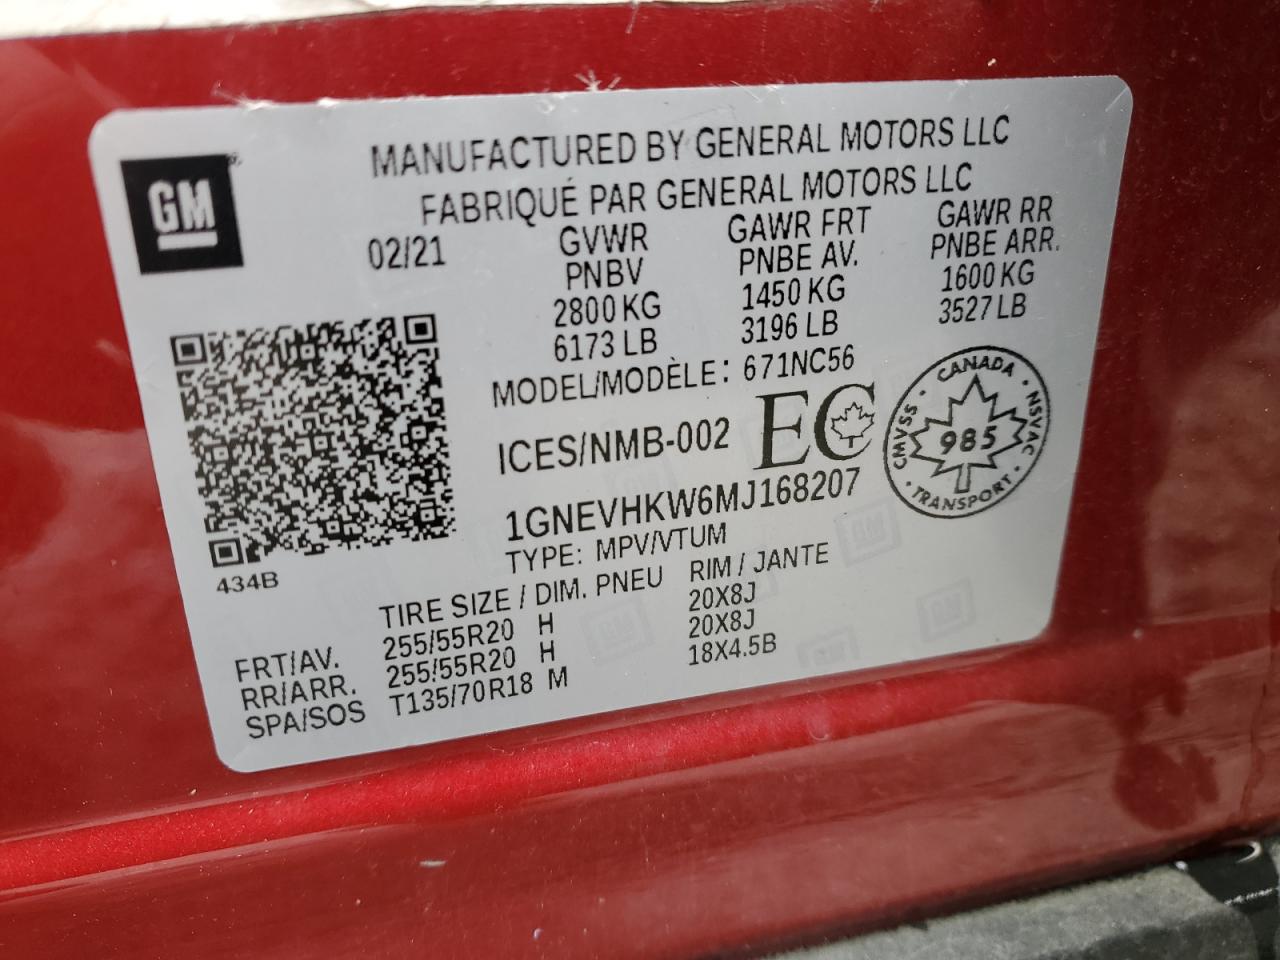 GM
MANUFACTURED BY GENERAL MOTORS LLC
FABRIQUÉ PAR GENERAL MOTORS LLC
02/21
GVWR GAWR FRT GAWR RR
PNBV PNBE AV. PNBE ARR.
2800 KG 1450 KG 1600 KG
6173 LB 3196 LB 3527 LB
MODEL/MODÈLE: 671NC56
ICES/NMB-002 EC
CANADA · NSVAC · TRANSPORT · CMVSS ·
985
1GNEVHKW6MJ168207
TYPE: MPV/VTUM
434B
TIRE SIZE / DIM. PNEU RIM / JANTE
FRT/AV. 255/55R20 H 20X8J
RR/ARR. 255/55R20 H 20X8J
SPA/SOS T135/70R18 M 18X4.5B